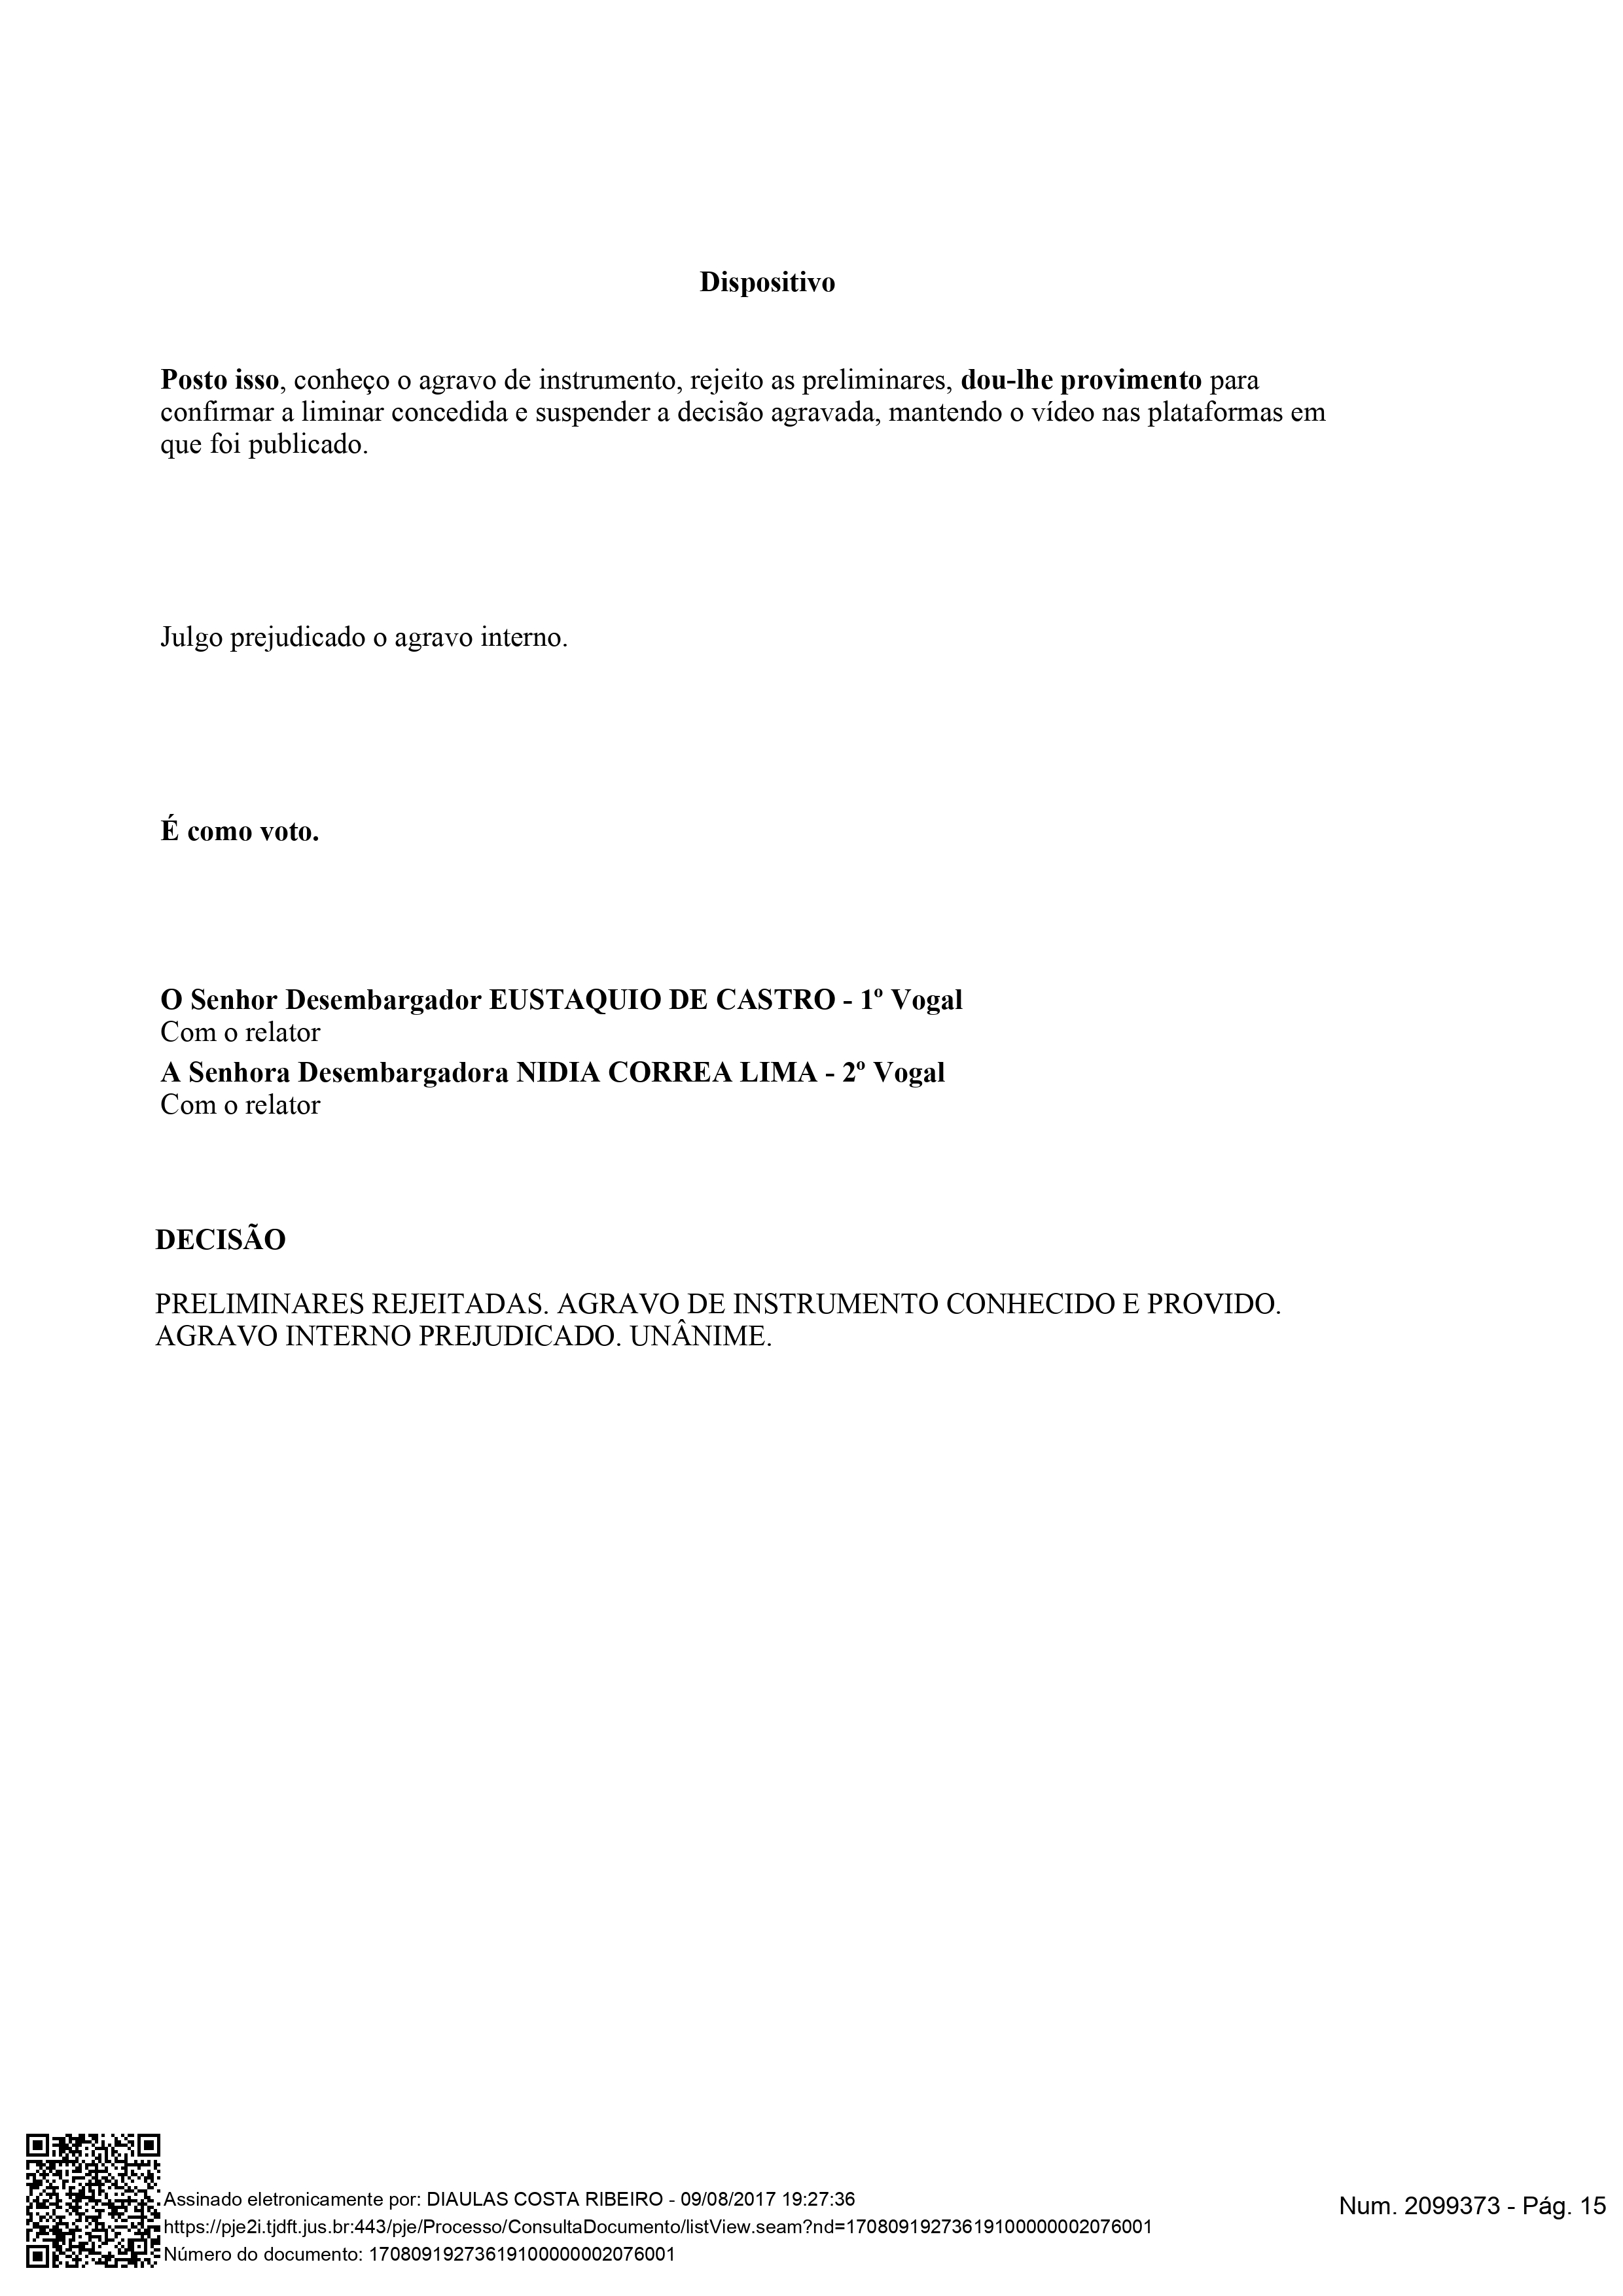 Dispositivo
Posto isso, conheço o agravo de instrumento, rejeito as preliminares, dou-lhe provimento para
confirmar a liminar concedida e suspender a decisão agravada, mantendo o vídeo nas plataformas em
que foi publicado.
Julgo prejudicado o agravo interno.
É como voto.
O Senhor Desembargador EUSTAQUIO DE CASTRO - 1º Vogal
Com o relator
A Senhora Desembargadora NIDIA CORREA LIMA - 2º Vogal
Com o relator
DECISÃO
PRELIMINARES REJEITADAS. AGRAVO DE INSTRUMENTO CONHECIDO E PROVIDO.
AGRAVO INTERNO PREJUDICADO. UNÂNIME.
Assinado eletronicamente por: DIAULAS COSTA RIBEIRO - 09/08/2017 19:27:36
https://pje2i.tjdft.jus.br:443/pje/Processo/ConsultaDocumento/listView.seam?nd=17080919273619100000002076001
Número do documento: 17080919273619100000002076001
Num. 2099373 - Pág. 15